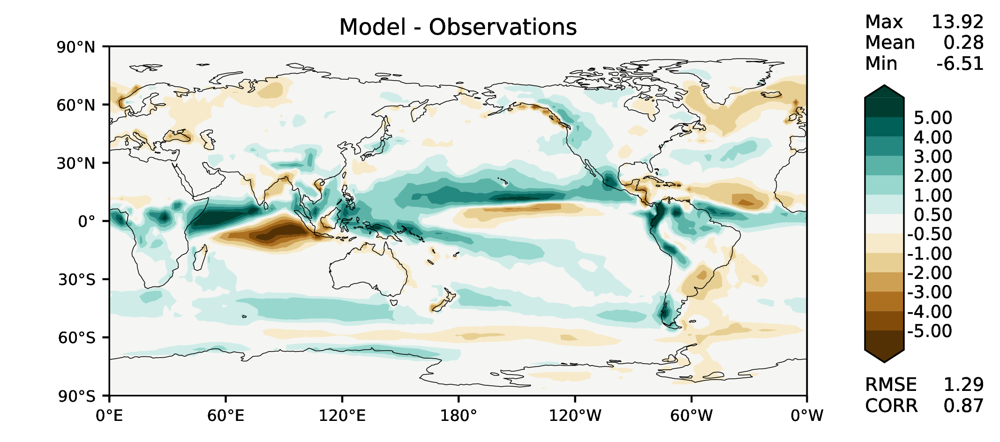 Model - Observations
Max 13.92
Mean 0.28
Min -6.51
90°N
60°N
30°N
0°
30°S
60°S
90°S
0°E 60°E 120°E 180° 120°W 60°W 0°W
5.00
4.00
3.00
2.00
1.00
0.50
-0.50
-1.00
-2.00
-3.00
-4.00
-5.00
RMSE 1.29
CORR 0.87